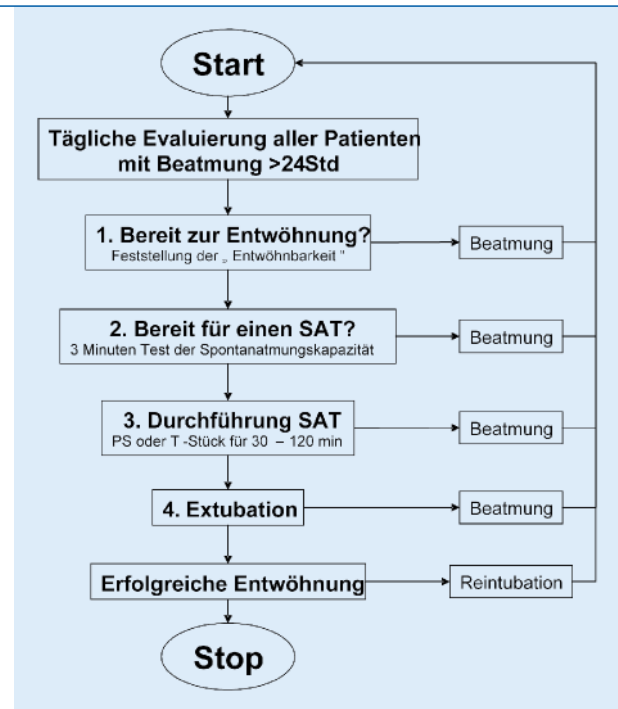 Start
Tägliche Evaluierung aller Patienten
mit Beatmung >24Std
1. Bereit zur Entwöhnung?
Feststellung der „ Entwöhnbarkeit "
Beatmung
2. Bereit für einen SAT?
3 Minuten Test der Spontanatmungskapazität
Beatmung
3. Durchführung SAT
PS oder T -Stück für 30 – 120 min
Beatmung
4. Extubation
Beatmung
Erfolgreiche Entwöhnung
Reintubation
Stop